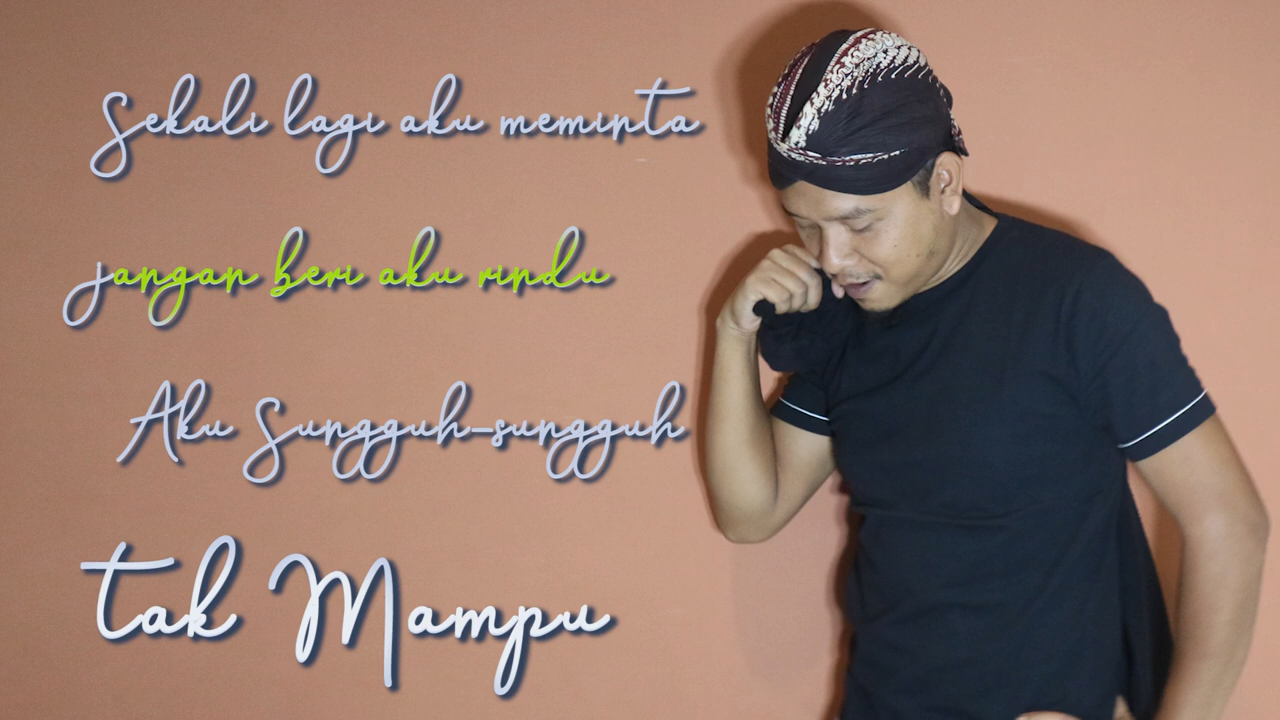 Sekali lagi aku meminta
jangan beri aku rindu
Aku Sungguh-sungguh
tak Mampu